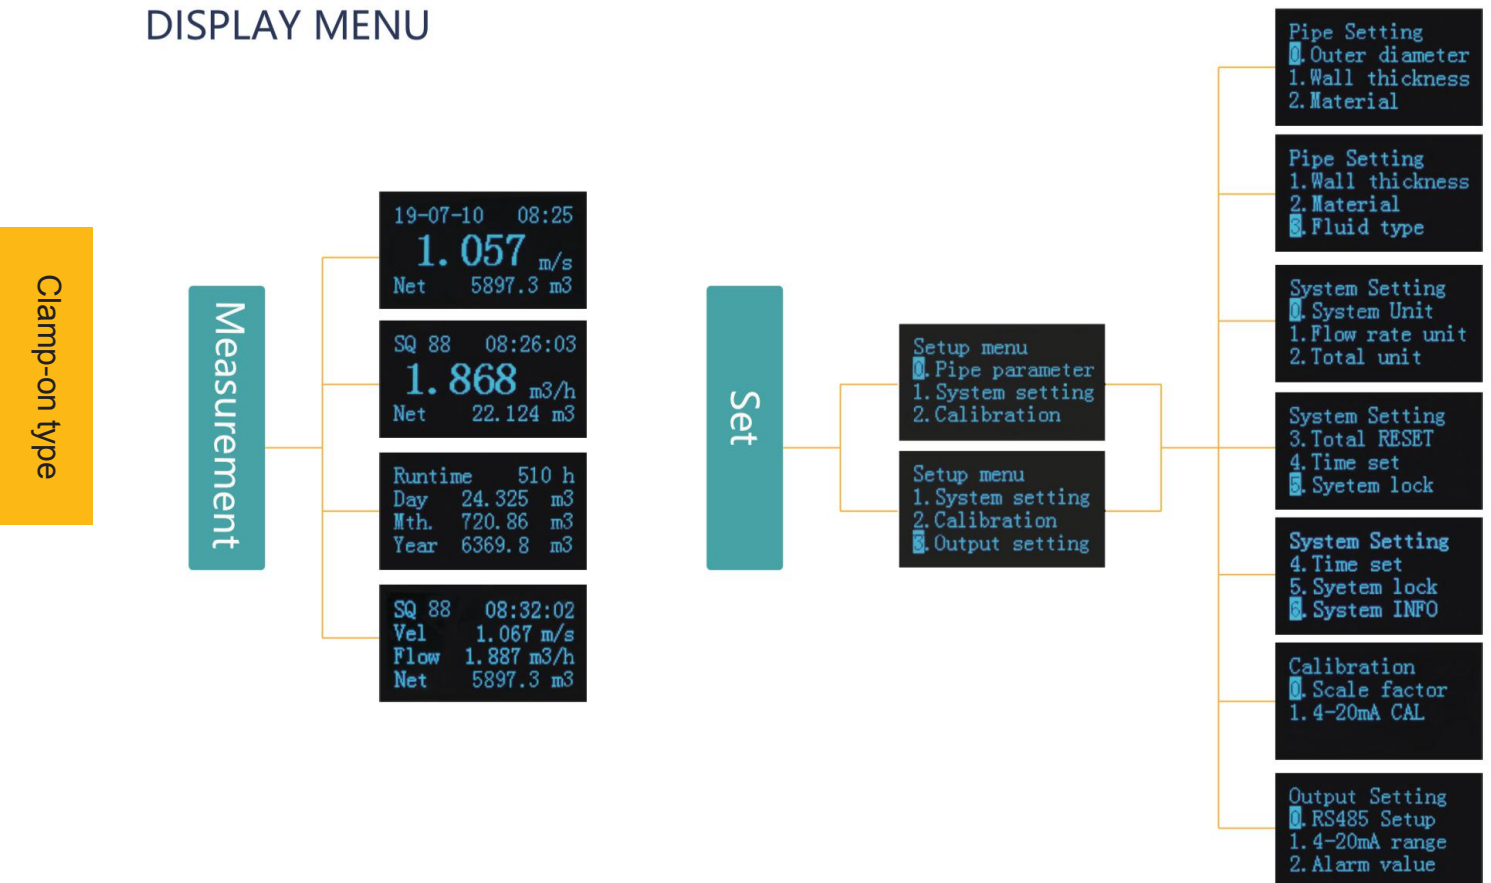 DISPLAY MENU
Clamp-on type
Measurement
19-07-10 08:25
1.057 m/s
Net 5897.3 m3
SQ 88 08:26:03
1.868 m3/h
Net 22.124 m3
Runtime 510 h
Day 24.325 m3
Mth. 720.86 m3
Year 6369.8 m3
SQ 88 08:32:02
Vel 1.067 m/s
Flow 1.887 m3/h
Net 5897.3 m3
Set
Setup menu
0.Pipe parameter
1.System setting
2.Calibration
Setup menu
1.System setting
2.Calibration
3.Output setting
Pipe Setting
0.Outer diameter
1.Wall thickness
2.Material
Pipe Setting
1.Wall thickness
2.Material
3.Fluid type
System Setting
0.System Unit
1.Flow rate unit
2.Total unit
System Setting
3.Total RESET
4.Time set
5.Syetem lock
System Setting
4.Time set
5.Syetem lock
6.System INFO
Calibration
0.Scale factor
1.4-20mA CAL
Output Setting
0.RS485 Setup
1.4-20mA range
2.Alarm value